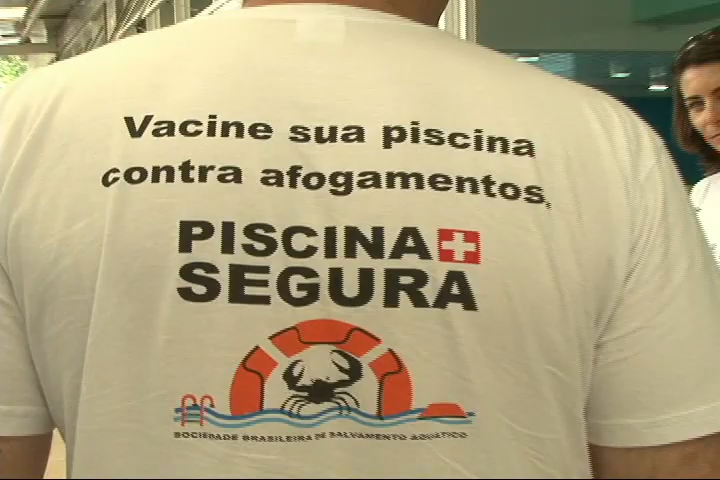 Vacine sua piscina
contra afogamentos,
PISCINA+
SEGURA
SOCIEDADE BRASILEIRA DE SALVAMENTO AQUÁTICO